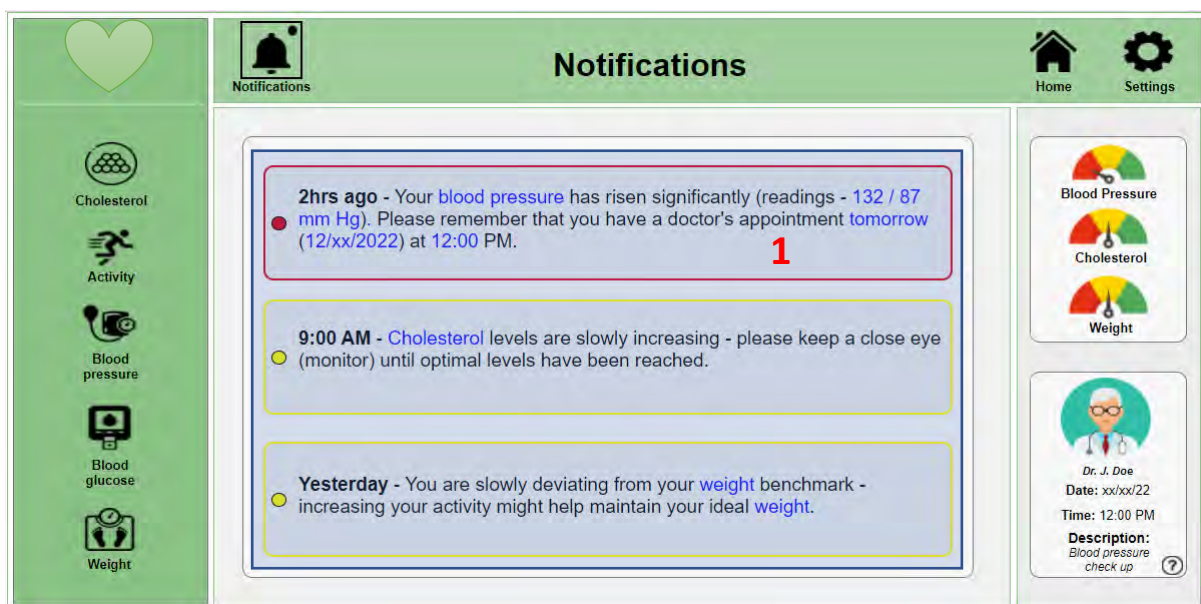 Notifications
Notifications
Home
Settings
Cholesterol
Activity
Blood
pressure
Blood
glucose
Weight
2hrs ago - Your blood pressure has risen significantly (readings - 132 / 87
mm Hg). Please remember that you have a doctor's appointment tomorrow
(12/xx/2022) at 12:00 PM.
1
9:00 AM - Cholesterol levels are slowly increasing - please keep a close eye
(monitor) until optimal levels have been reached.
Yesterday - You are slowly deviating from your weight benchmark -
increasing your activity might help maintain your ideal weight.
Blood Pressure
Cholesterol
Weight
Dr. J. Doe
Date: xx/xx/22
Time: 12:00 PM
Description:
Blood pressure
check up
?